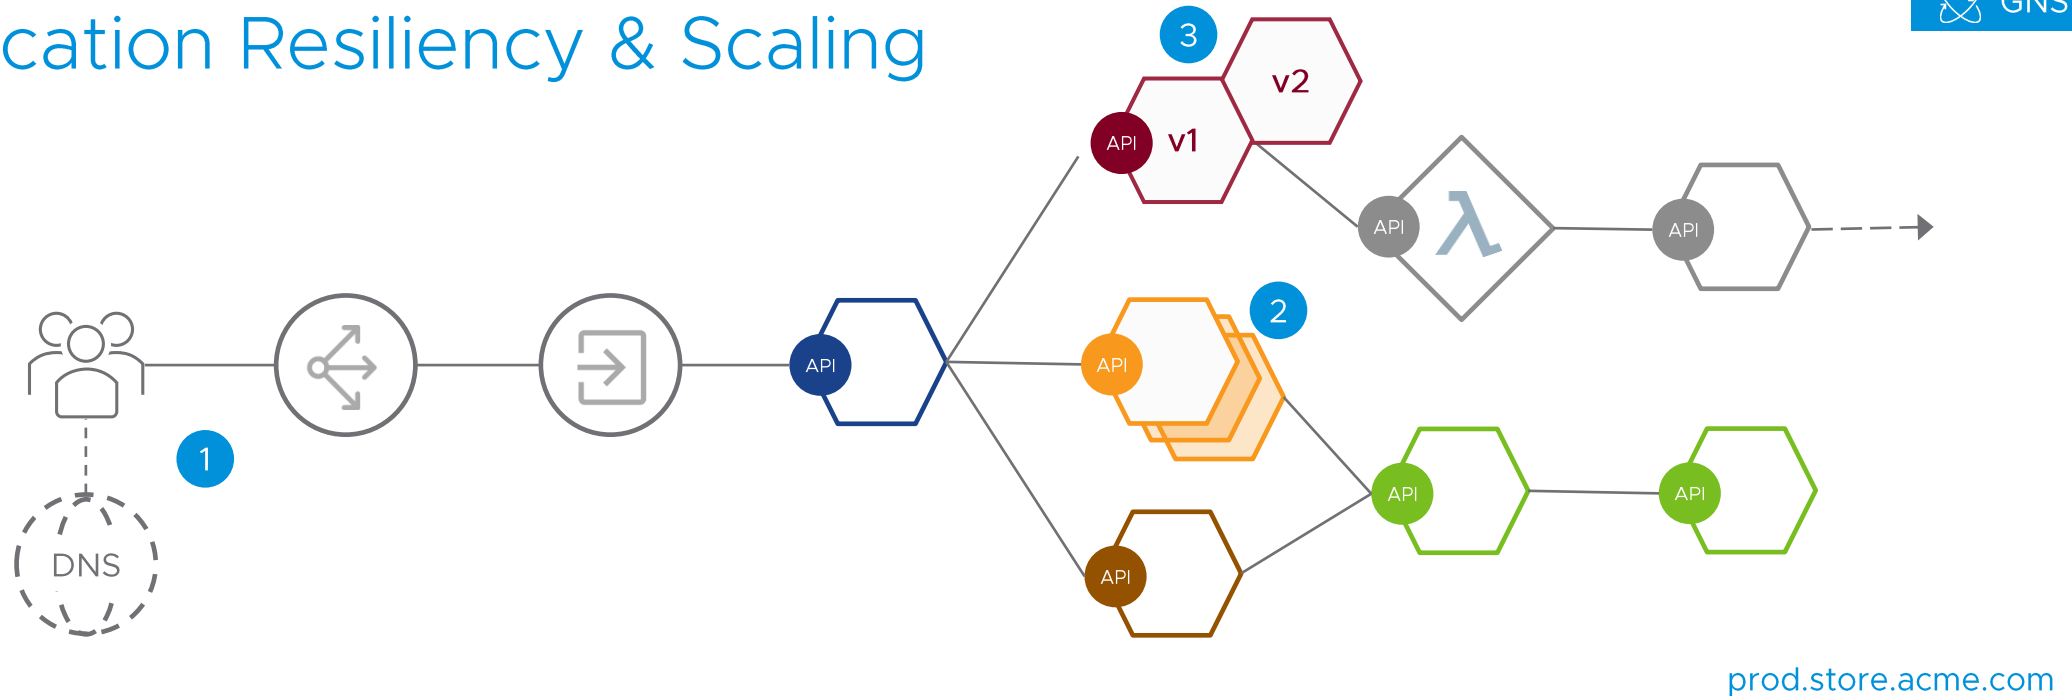 cation Resiliency & Scaling
GNS
3
v2
API
v1
API
λ
API
2
API
API
1
API
API
API
DNS
prod.store.acme.com